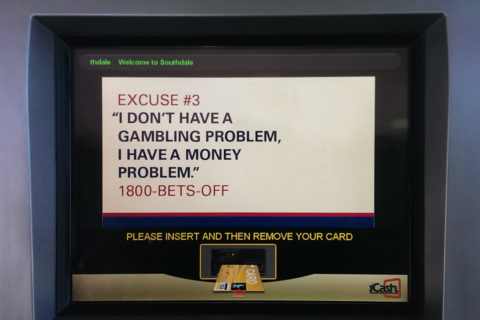 thdale Welcome to Southdale
EXCUSE #3
“I DON’T HAVE A
GAMBLING PROBLEM,
I HAVE A MONEY
PROBLEM.”
1800-BETS-OFF
PLEASE INSERT AND THEN REMOVE YOUR CARD
CARD
iCash